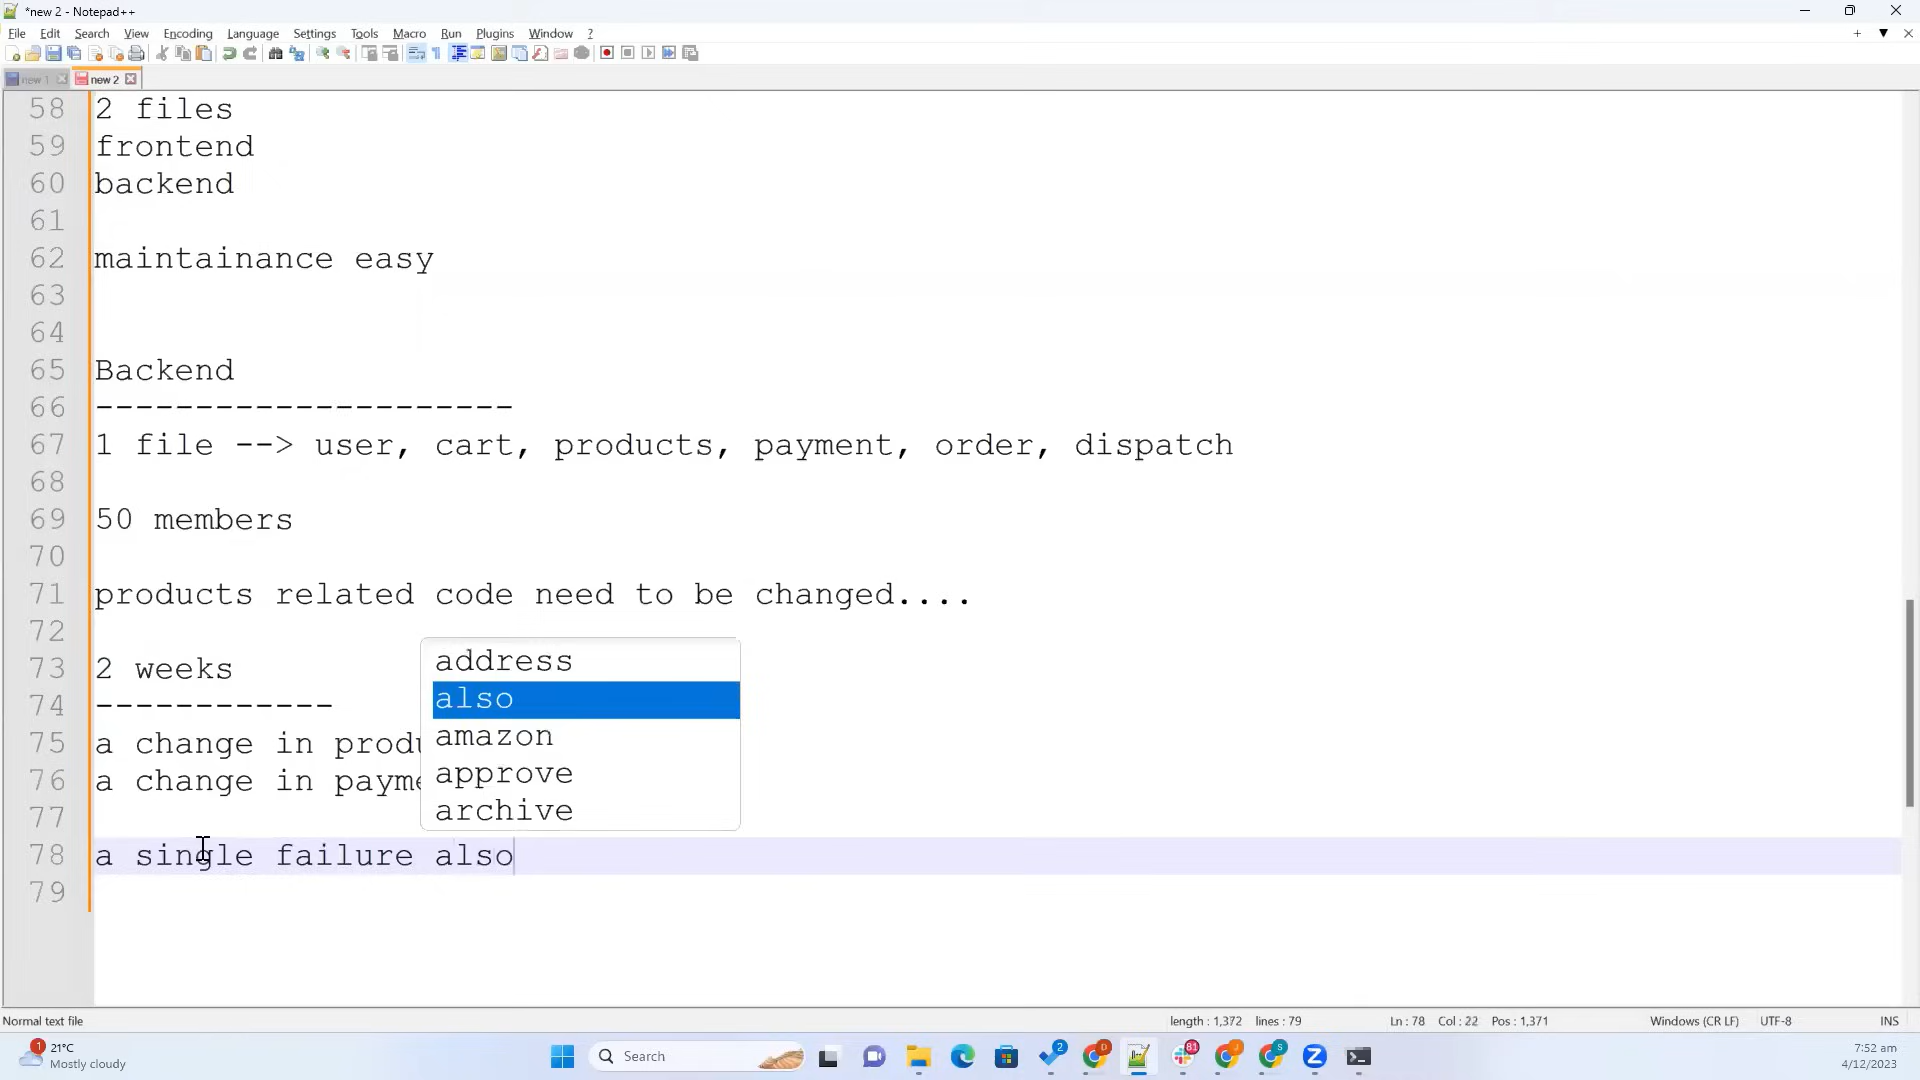 *new 2 - Notepad++
File Edit Search View Encoding Language Settings Tools Macro Run Plugins Window ?
new 1 new 2
58 2 files
59 frontend
60 backend
61
62 maintainance easy
63
64
65 Backend
66 ---------------------
67 1 file --> user, cart, products, payment, order, dispatch
68
69 50 members
70
71 products related code need to be changed....
72
73 2 weeks
74 ------------
75 a change in produ
76 a change in payme
77
78 a single failure also
79
address
also
amazon
approve
archive
Normal text file length : 1,372 lines : 79 Ln : 78 Col : 22 Pos : 1,371 Windows (CR LF) UTF-8 INS
1 21°C
Mostly cloudy
Search
2
D
81
J
S
7:52 am
4/12/2023